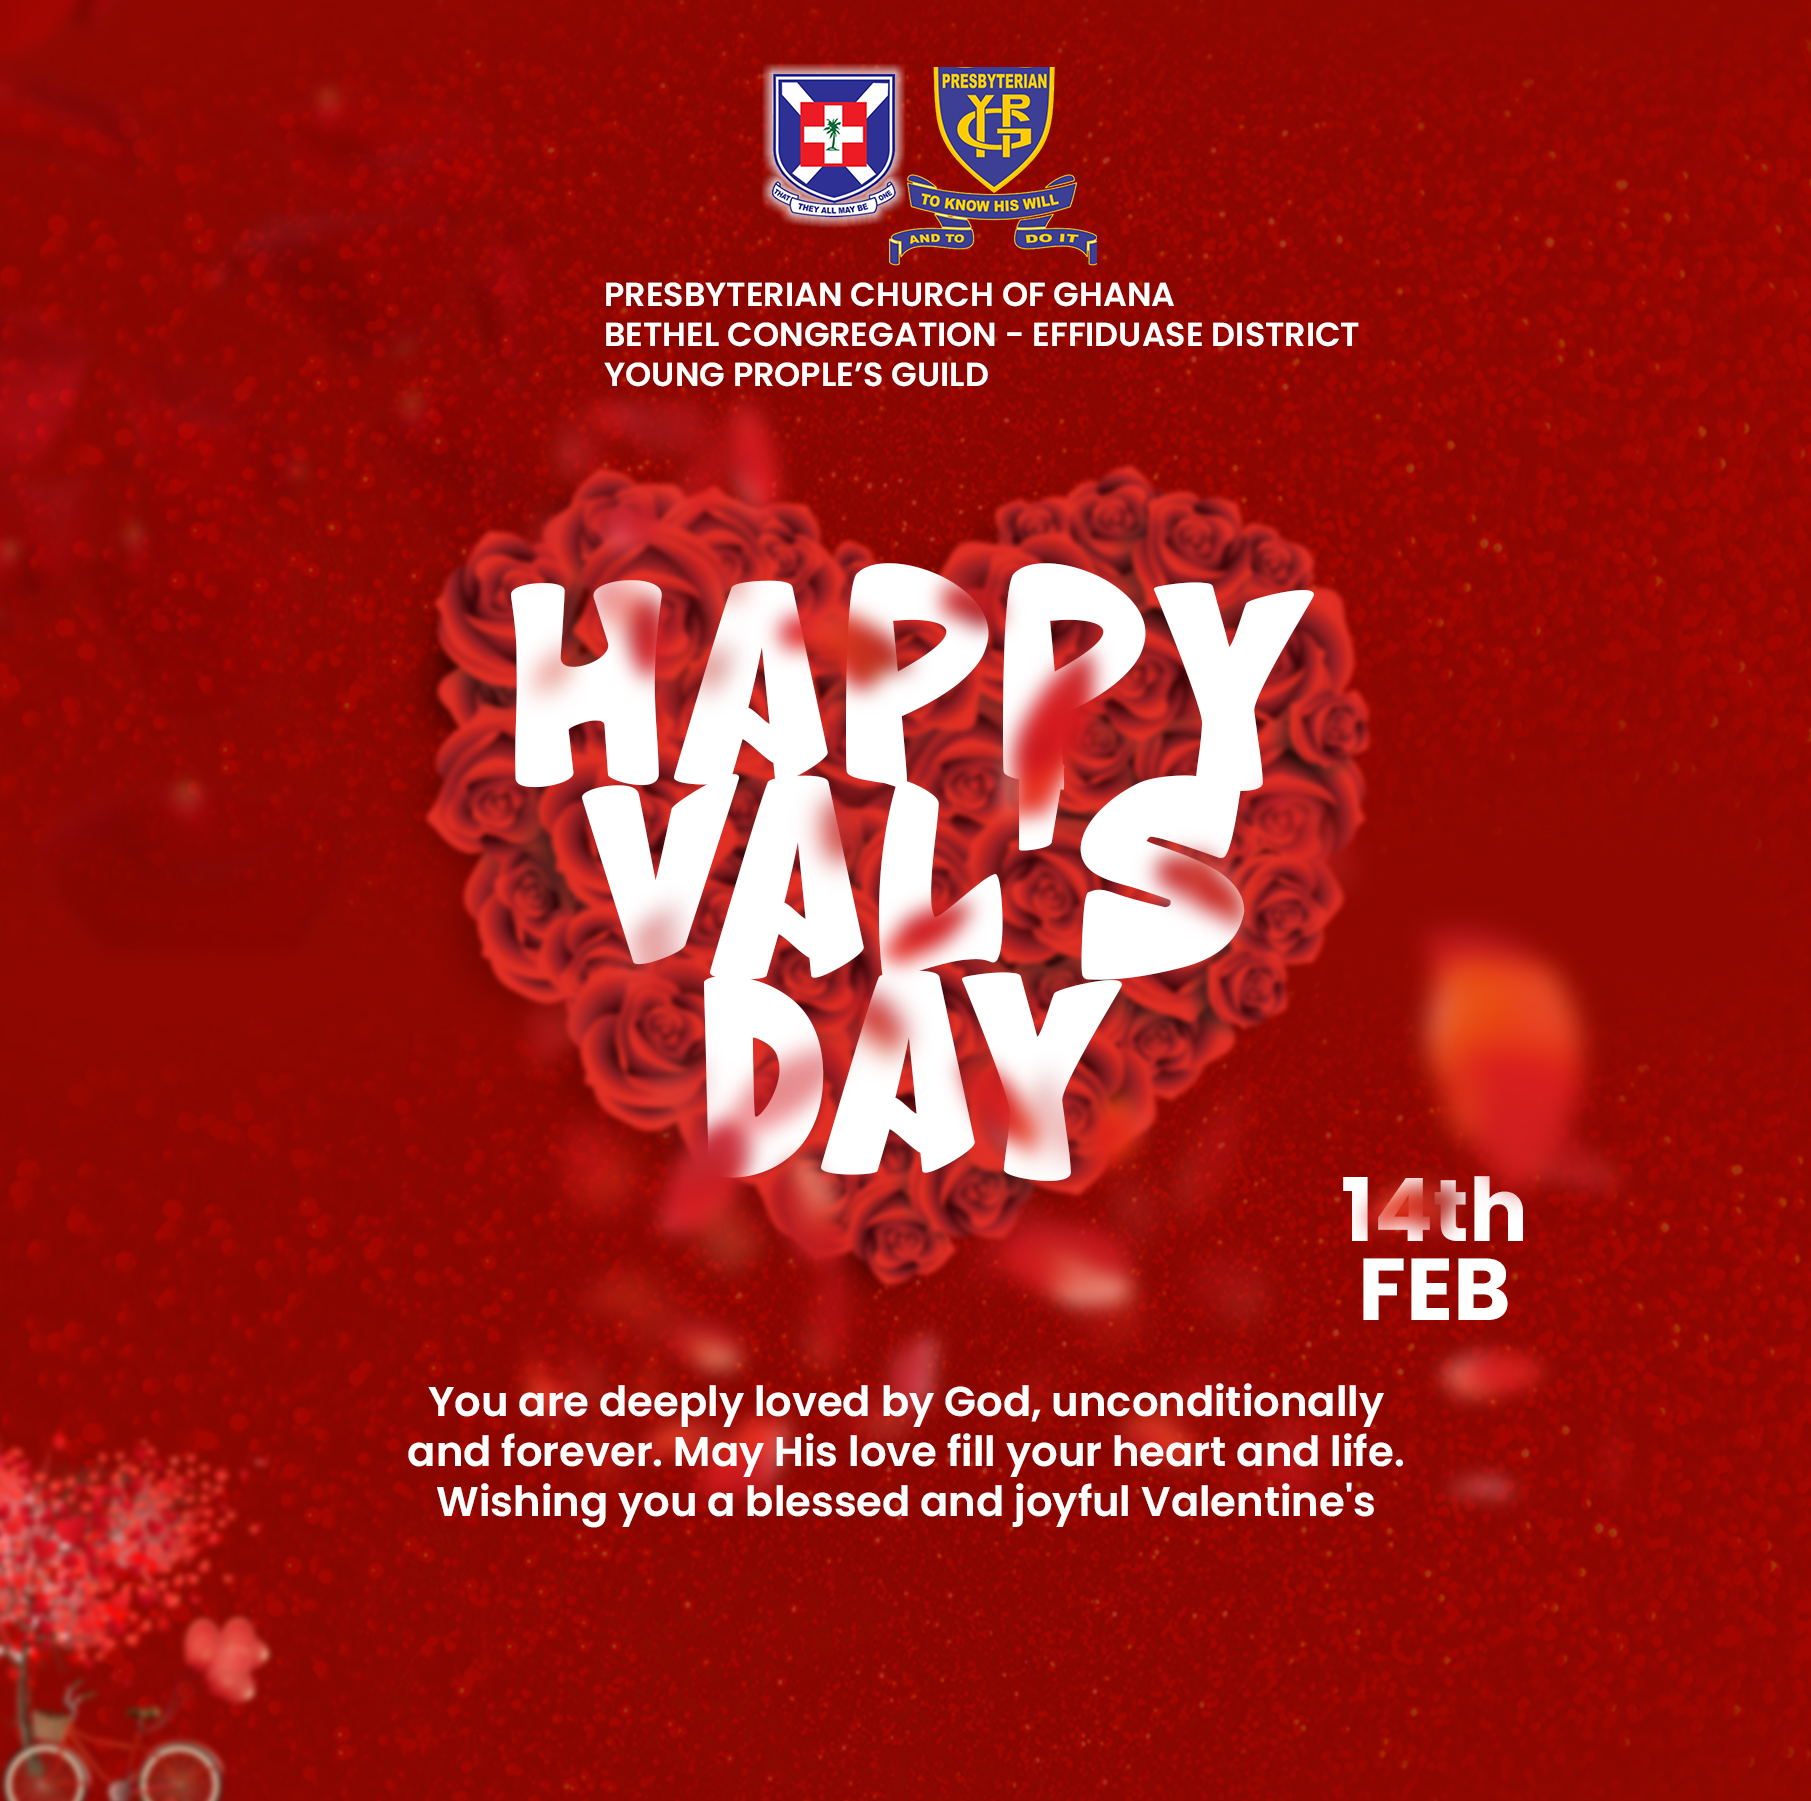 THAT THEY ALL MAY BE ONE
PRESBYTERIAN
YPG
TO KNOW HIS WILL
AND TO DO IT
PRESBYTERIAN CHURCH OF GHANA
BETHEL CONGREGATION - EFFIDUASE DISTRICT
YOUNG PROPLE’S GUILD
HAPPY
VAL'S
DAY
14th
FEB
You are deeply loved by God, unconditionally
and forever. May His love fill your heart and life.
Wishing you a blessed and joyful Valentine's